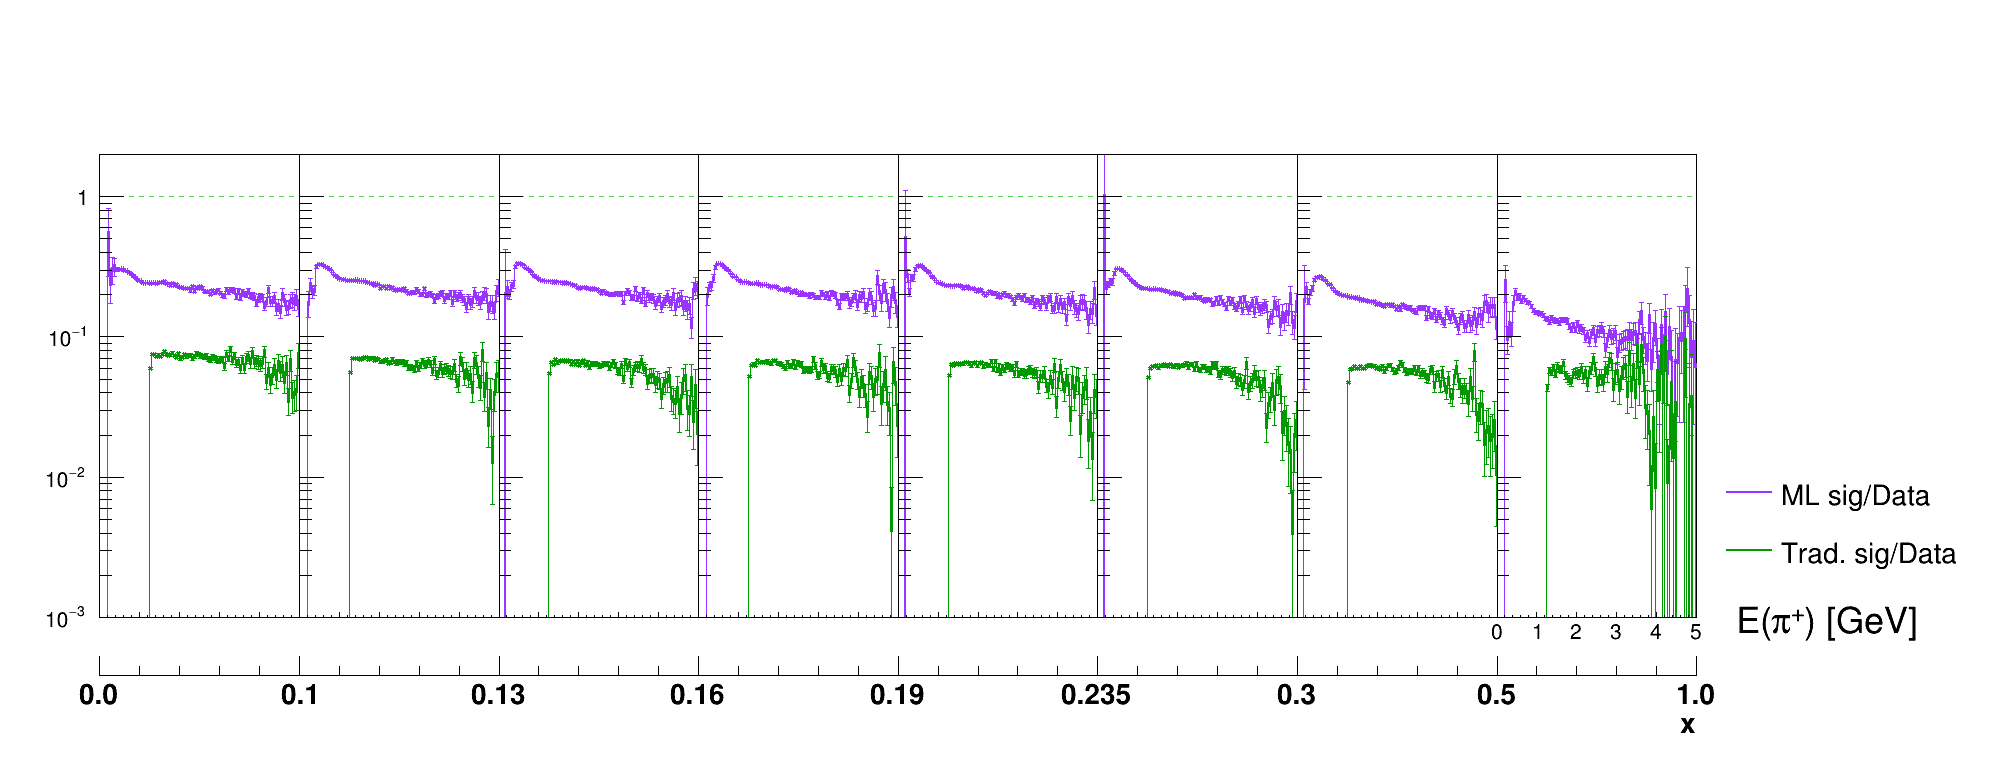 1
10⁻¹
10⁻²
10⁻³
ML sig/Data
Trad. sig/Data
0 1 2 3 4 5
E(π⁺) [GeV]
0.0 0.1 0.13 0.16 0.19 0.235 0.3 0.5 1.0
x